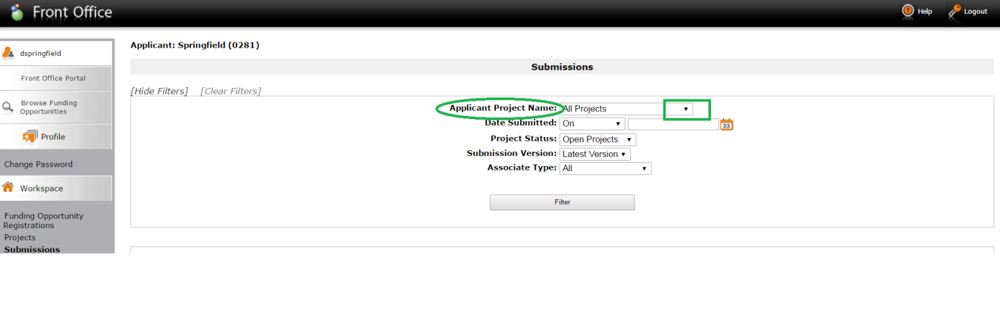 Front Office
Help
Logout
dspringfield
Front Office Portal
Browse Funding
Opportunities
Profile
Change Password
Workspace
Funding Opportunity
Registrations
Projects
Submissions
Applicant: Springfield (0281)
Submissions
[Hide Filters] [Clear Filters]
Applicant Project Name: All Projects
Date Submitted: On
23
Project Status: Open Projects
Submission Version: Latest Version
Associate Type: All
Filter